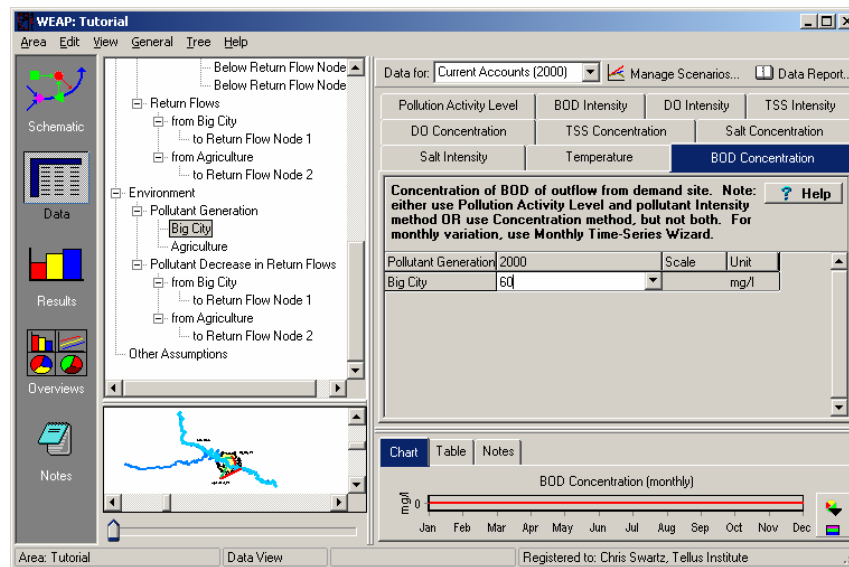 WEAP: Tutorial
Area Edit View General Tree Help
Schematic
Data
Results
Overviews
Notes
Below Return Flow Node
Below Return Flow Node
Return Flows
from Big City
to Return Flow Node 1
from Agriculture
to Return Flow Node 2
Environment
Pollutant Generation
Big City
Agriculture
Pollutant Decrease in Return Flows
from Big City
to Return Flow Node 1
from Agriculture
to Return Flow Node 2
Other Assumptions
Data for: Current Accounts (2000) Manage Scenarios... Data Report..
Pollution Activity Level BOD Intensity DO Intensity TSS Intensity
DO Concentration TSS Concentration Salt Concentration
Salt Intensity Temperature BOD Concentration
Concentration of BOD of outflow from demand site. Note:
either use Pollution Activity Level and pollutant Intensity
method OR use Concentration method, but not both. For
monthly variation, use Monthly Time-Series Wizard.
? Help
Pollutant Generation 2000 Scale Unit
Big City 60 mg/l
Chart Table Notes
BOD Concentration (monthly)
mg/l
0
Jan Feb Mar Apr May Jun Jul Aug Sep Oct Nov Dec
Area: Tutorial Data View Registered to: Chris Swartz, Tellus Institute